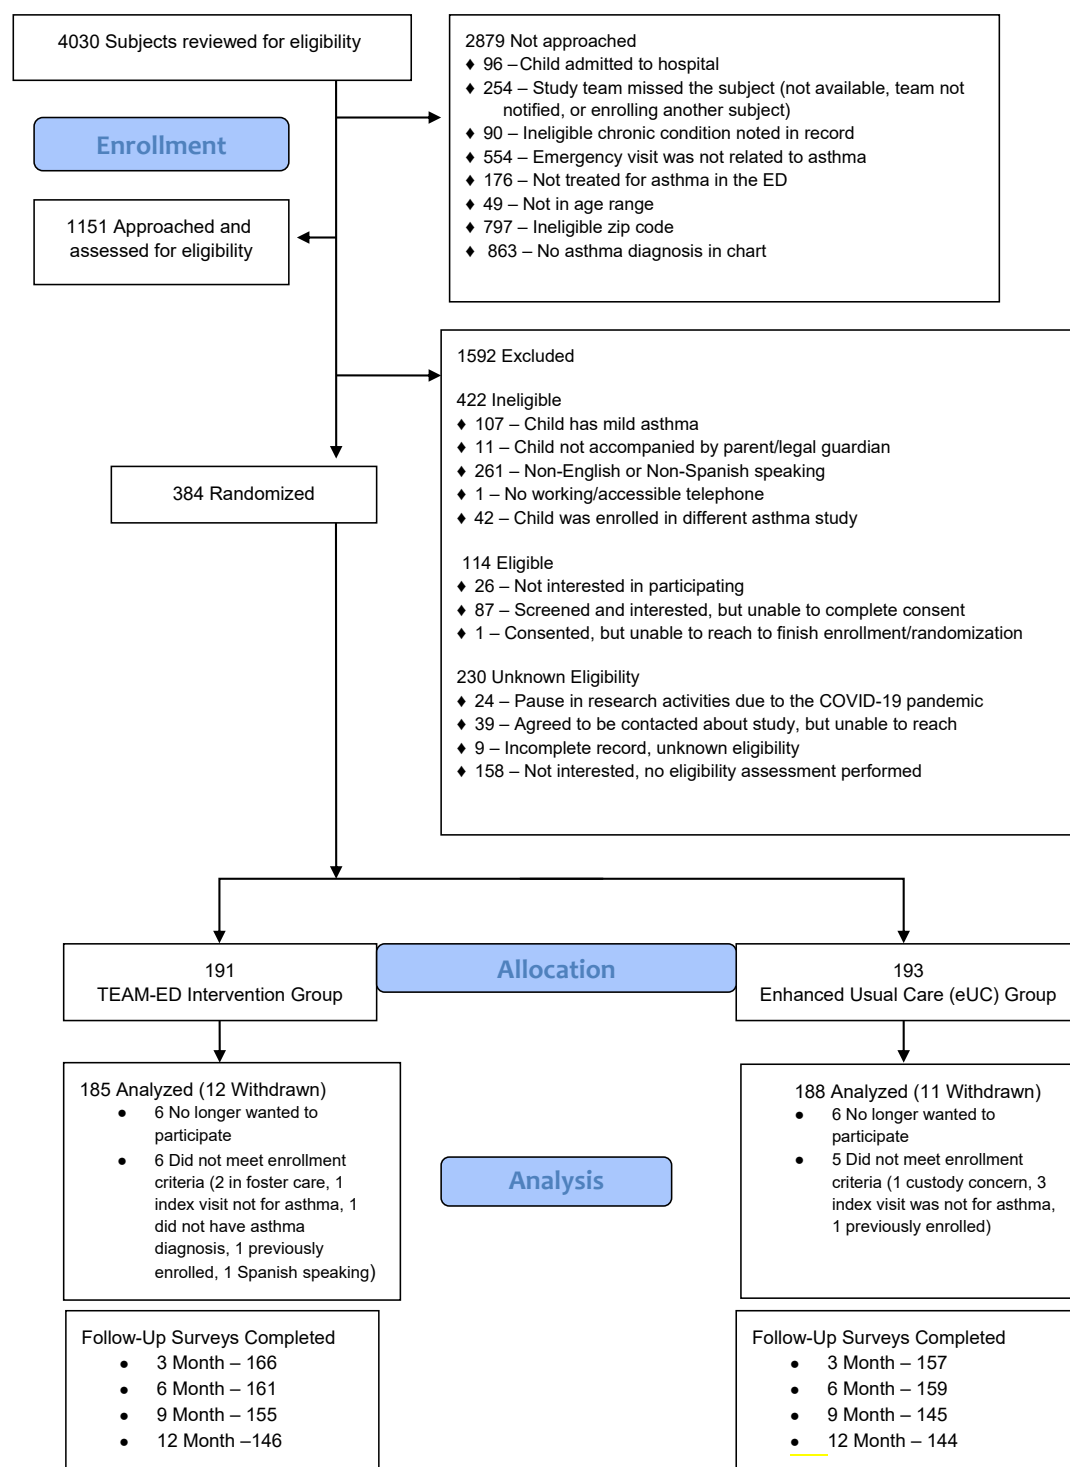 4030 Subjects reviewed for eligibility
2879 Not approached
♦ 96 –Child admitted to hospital
♦ 254 – Study team missed the subject (not available, team not
notified, or enrolling another subject)
♦ 90 – Ineligible chronic condition noted in record
♦ 554 – Emergency visit was not related to asthma
♦ 176 – Not treated for asthma in the ED
♦ 49 – Not in age range
♦ 797 – Ineligible zip code
♦ 863 – No asthma diagnosis in chart
Enrollment
1151 Approached and
assessed for eligibility
1592 Excluded
422 Ineligible
♦ 107 – Child has mild asthma
♦ 11 – Child not accompanied by parent/legal guardian
♦ 261 – Non-English or Non-Spanish speaking
♦ 1 – No working/accessible telephone
♦ 42 – Child was enrolled in different asthma study
114 Eligible
♦ 26 – Not interested in participating
♦ 87 – Screened and interested, but unable to complete consent
♦ 1 – Consented, but unable to reach to finish enrollment/randomization
230 Unknown Eligibility
♦ 24 – Pause in research activities due to the COVID-19 pandemic
♦ 39 – Agreed to be contacted about study, but unable to reach
♦ 9 – Incomplete record, unknown eligibility
♦ 158 – Not interested, no eligibility assessment performed
384 Randomized
191
TEAM-ED Intervention Group
Allocation
193
Enhanced Usual Care (eUC) Group
185 Analyzed (12 Withdrawn)
• 6 No longer wanted to
participate
• 6 Did not meet enrollment
criteria (2 in foster care, 1
index visit not for asthma, 1
did not have asthma
diagnosis, 1 previously
enrolled, 1 Spanish speaking)
Analysis
188 Analyzed (11 Withdrawn)
• 6 No longer wanted to
participate
• 5 Did not meet enrollment
criteria (1 custody concern, 3
index visit was not for asthma,
1 previously enrolled)
Follow-Up Surveys Completed
• 3 Month – 166
• 6 Month – 161
• 9 Month – 155
• 12 Month –146
Follow-Up Surveys Completed
• 3 Month – 157
• 6 Month – 159
• 9 Month – 145
• 12 Month – 144